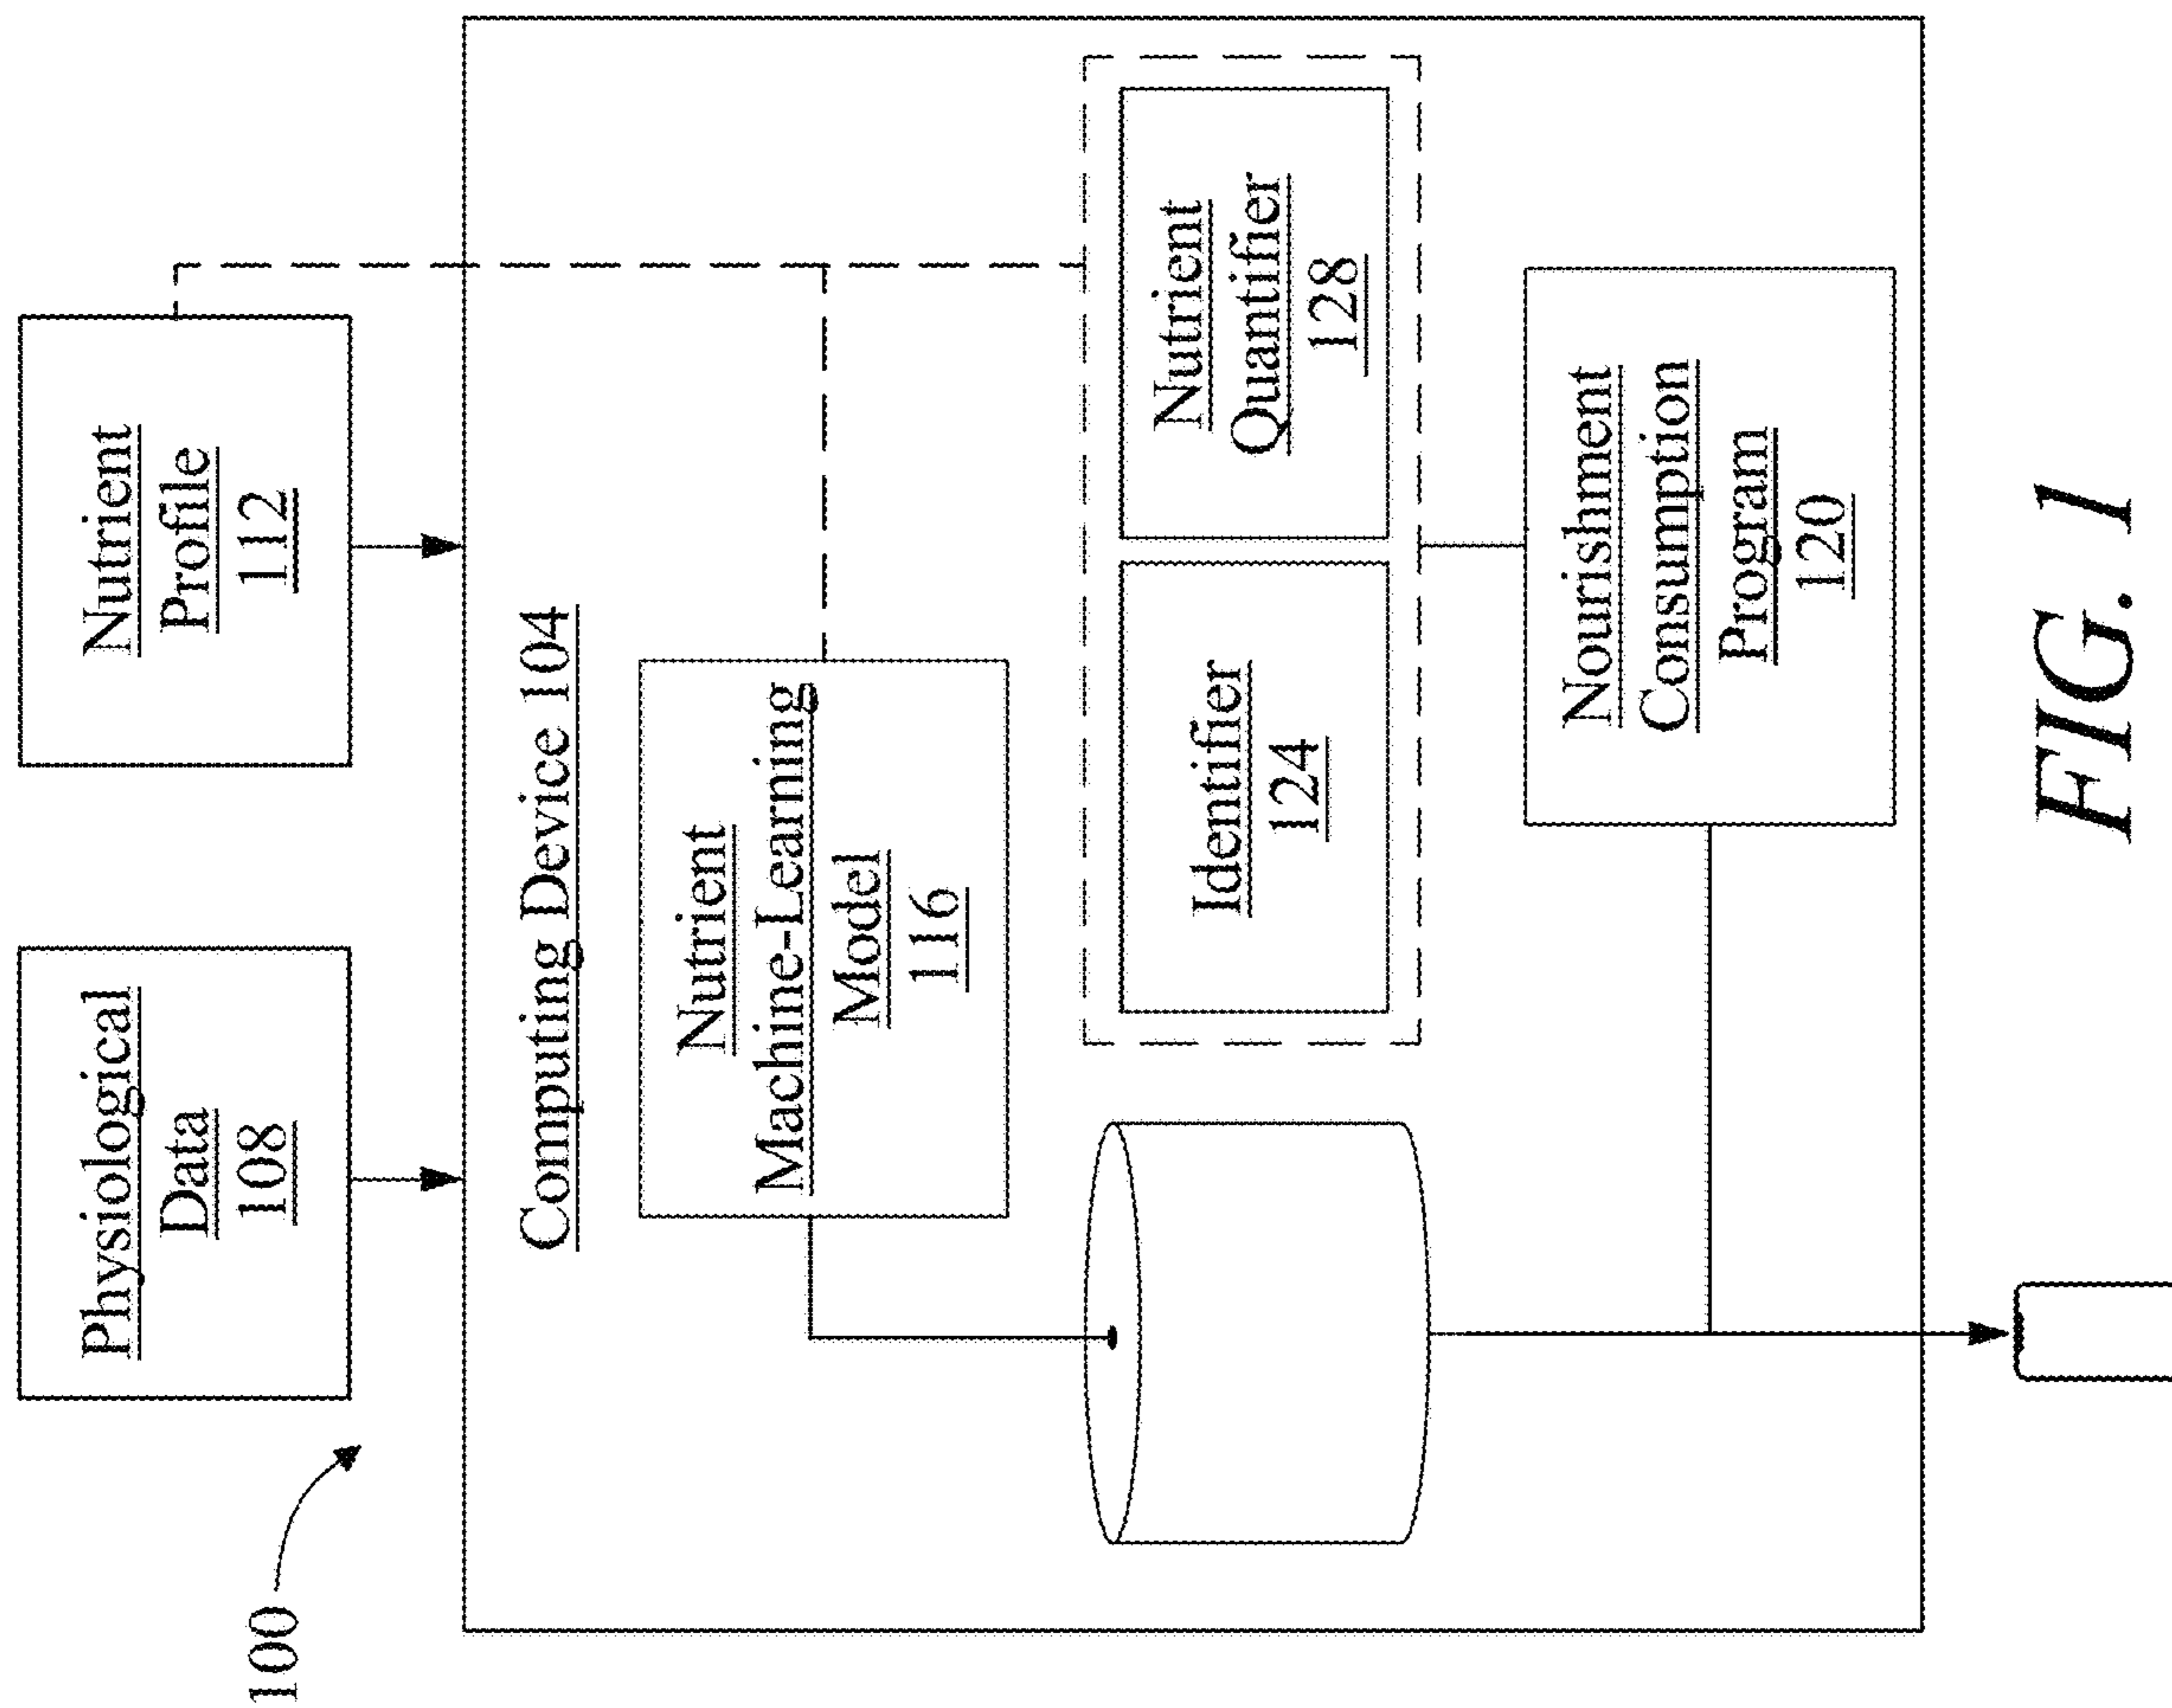 100
Physiological
Data
108
Nutrient
Profile
112
Computing Device 104
Nutrient
Machine-Learning
Model
116
Identifier
124
Nutrient
Quantifier
128
Nourishment
Consumption
Program
120
FIG. 1